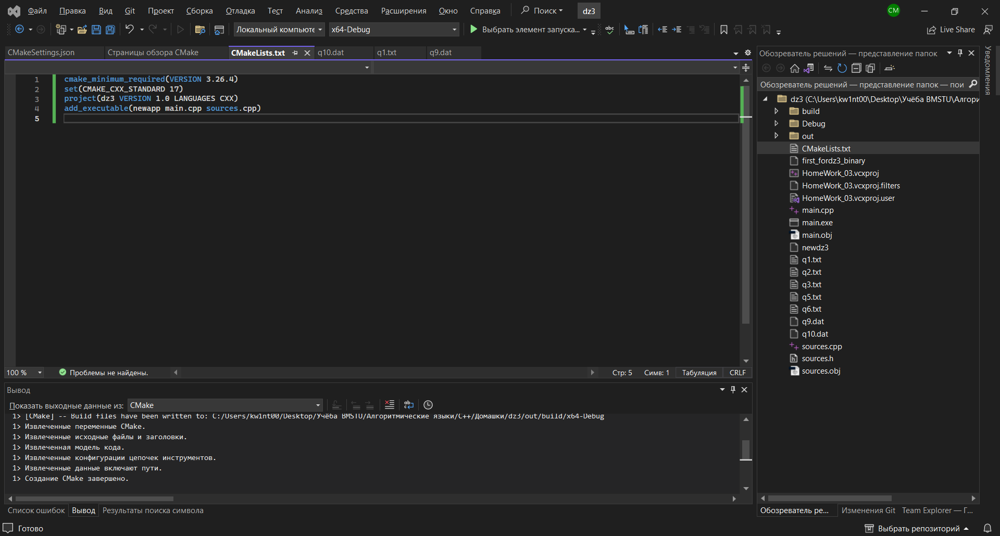 Файл Правка Вид Git Проект Сборка Отладка Тест Анализ Средства Расширения Окно Справка Поиск dz3 CM
Локальный компьюте x64-Debug Выбрать элемент запуска... Live Share
CMakeSettings.json Страницы обзора CMake CMakeLists.txt q10.dat q1.txt q9.dat
1 cmake_minimum_required(VERSION 3.26.4)
2 set(CMAKE_CXX_STANDARD 17)
3 project(dz3 VERSION 1.0 LANGUAGES CXX)
4 add_executable(newapp main.cpp sources.cpp)
5
100 % Проблемы не найдены. Стр: 5 Симв: 1 Табуляция CRLF
Вывод
Показать выходные данные из: CMake
1> [CMake] -- Build files have been written to: C:/Users/kw1nt00/Desktop/Учёба BMSTU/Алгоритмические языки/C++/Домашки/dz3/out/build/x64-Debug
1> Извлеченные переменные CMake.
1> Извлеченные исходные файлы и заголовки.
1> Извлеченная модель кода.
1> Извлеченные конфигурации цепочек инструментов.
1> Извлеченные данные включают пути.
1> Создание CMake завершено.
Список ошибок Вывод Результаты поиска символа
Обозреватель решений — представление папок
Обозреватель решений — представление папок — пои
dz3 (C:\Users\kw1nt00\Desktop\Учёба BMSTU\Алгори
build
Debug
out
CMakeLists.txt
first_fordz3_binary
HomeWork_03.vcxproj
HomeWork_03.vcxproj.filters
HomeWork_03.vcxproj.user
main.cpp
main.exe
main.obj
newdz3
q1.txt
q2.txt
q3.txt
q5.txt
q6.txt
q9.dat
q10.dat
sources.cpp
sources.h
sources.obj
Обозреватель ре... Изменения Git Team Explorer — Г...
Уведомления
Готово Выбрать репозиторий